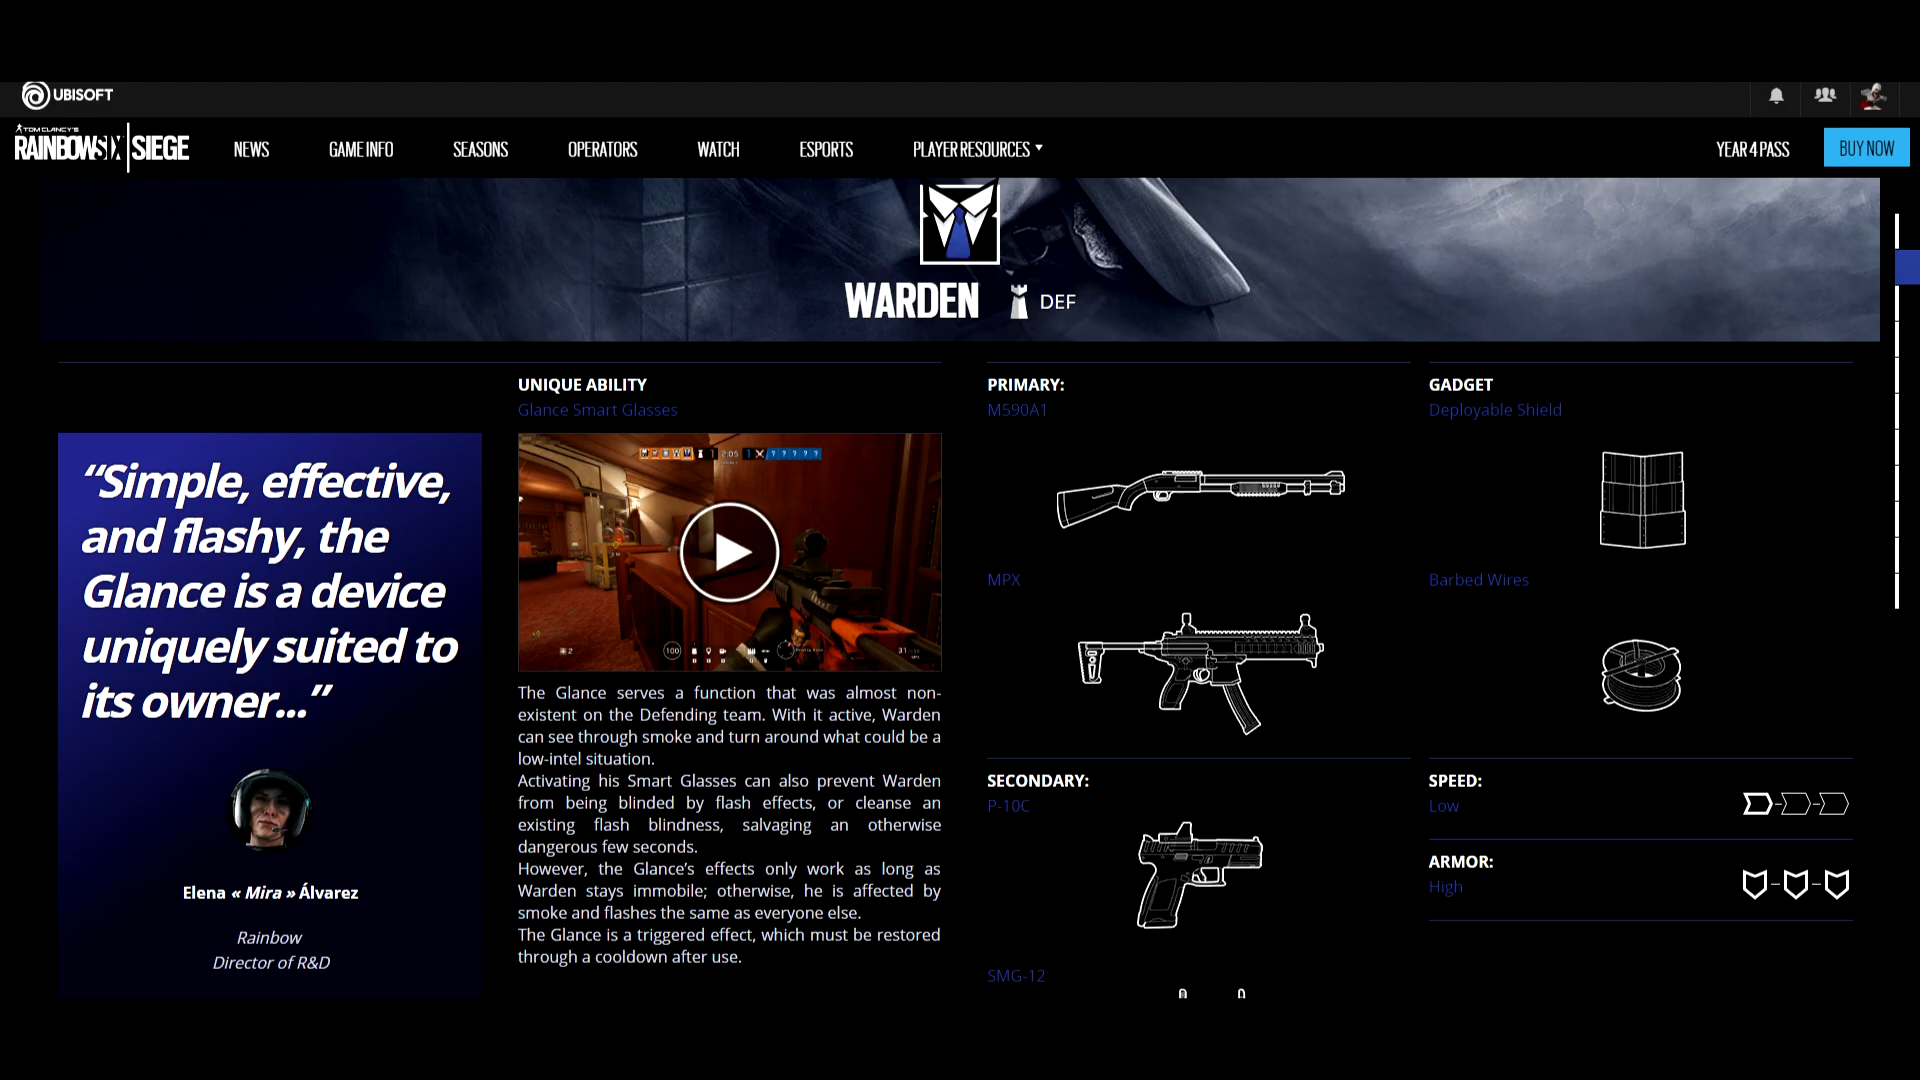 UBISOFT
TOM CLANCY'S
RAINBOWSIX | SIEGE
NEWS
GAME INFO
SEASONS
OPERATORS
WATCH
ESPORTS
PLAYER RESOURCES
YEAR 4 PASS
BUY NOW
WARDEN
DEF
“Simple, effective,
and flashy, the
Glance is a device
uniquely suited to
its owner...”
Elena « Mira » Álvarez
Rainbow
Director of R&D
UNIQUE ABILITY
Glance Smart Glasses
2:05
100
The Glance serves a function that was almost non-
existent on the Defending team. With it active, Warden
can see through smoke and turn around what could be a
low-intel situation.
Activating his Smart Glasses can also prevent Warden
from being blinded by flash effects, or cleanse an
existing flash blindness, salvaging an otherwise
dangerous few seconds.
However, the Glance’s effects only work as long as
Warden stays immobile; otherwise, he is affected by
smoke and flashes the same as everyone else.
The Glance is a triggered effect, which must be restored
through a cooldown after use.
PRIMARY:
M590A1
MPX
SECONDARY:
P-10C
SMG-12
GADGET
Deployable Shield
Barbed Wires
SPEED:
Low
ARMOR:
High